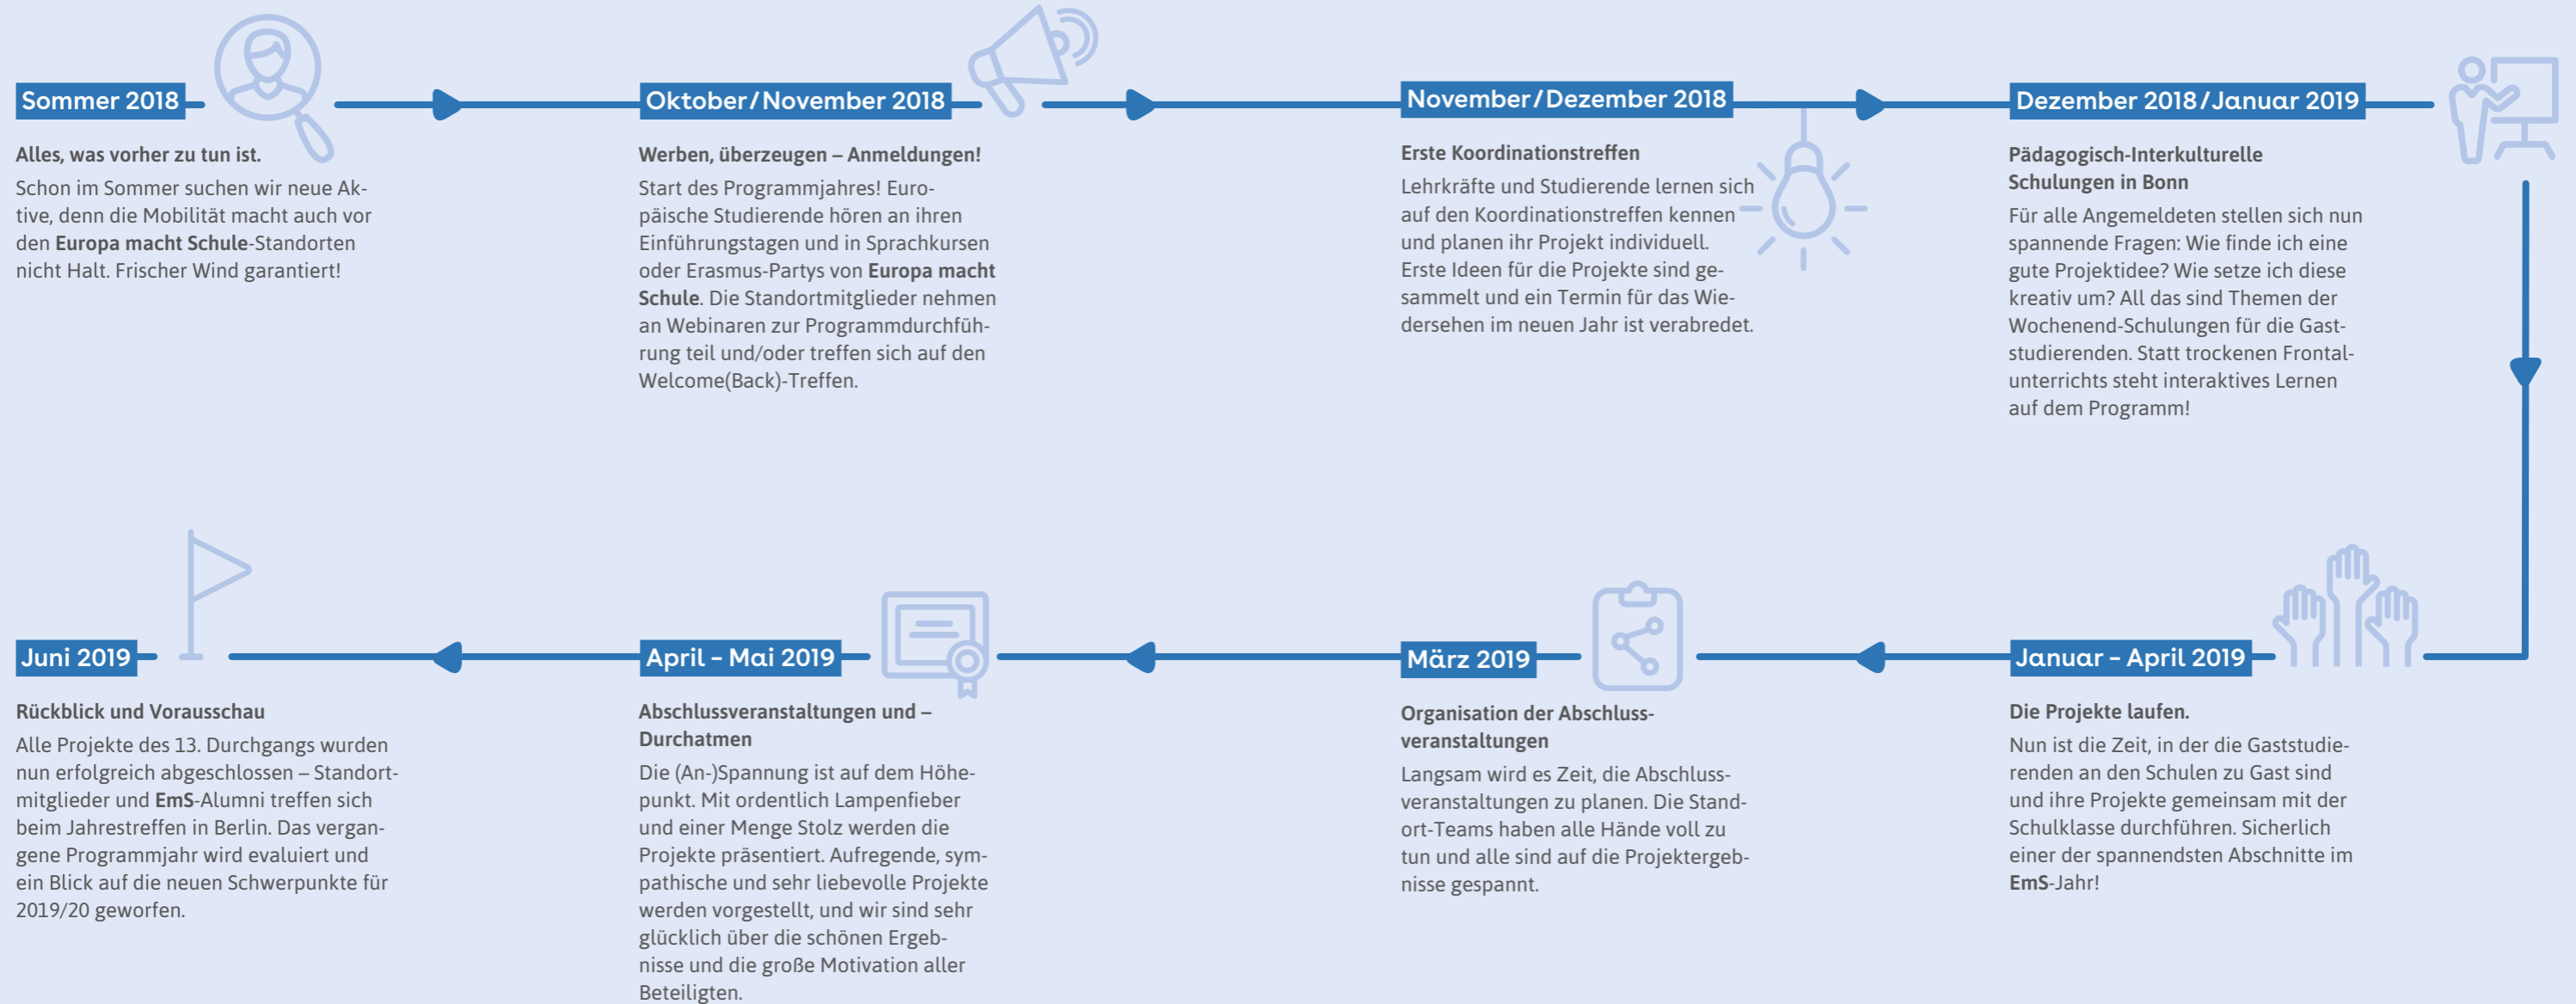 Sommer 2018
Alles, was vorher zu tun ist.
Schon im Sommer suchen wir neue Ak-
tive, denn die Mobilität macht auch vor
den Europa macht Schule-Standorten
nicht Halt. Frischer Wind garantiert!
Oktober/November 2018
Werben, überzeugen – Anmeldungen!
Start des Programmjahres! Euro-
päische Studierende hören an ihren
Einführungstagen und in Sprachkursen
oder Erasmus-Partys von Europa macht
Schule. Die Standortmitglieder nehmen
an Webinaren zur Programmdurchfüh-
rung teil und/oder treffen sich auf den
Welcome(Back)-Treffen.
November/Dezember 2018
Erste Koordinationstreffen
Lehrkräfte und Studierende lernen sich
auf den Koordinationstreffen kennen
und planen ihr Projekt individuell.
Erste Ideen für die Projekte sind ge-
sammelt und ein Termin für das Wie-
dersehen im neuen Jahr ist verabredet.
Dezember 2018/Januar 2019
Pädagogisch-Interkulturelle
Schulungen in Bonn
Für alle Angemeldeten stellen sich nun
spannende Fragen: Wie finde ich eine
gute Projektidee? Wie setze ich diese
kreativ um? All das sind Themen der
Wochenend-Schulungen für die Gast-
studierenden. Statt trockenen Frontal-
unterrichts steht interaktives Lernen
auf dem Programm!
Januar – April 2019
Die Projekte laufen.
Nun ist die Zeit, in der die Gaststudie-
renden an den Schulen zu Gast sind
und ihre Projekte gemeinsam mit der
Schulklasse durchführen. Sicherlich
einer der spannendsten Abschnitte im
EmS-Jahr!
März 2019
Organisation der Abschluss-
veranstaltungen
Langsam wird es Zeit, die Abschluss-
veranstaltungen zu planen. Die Stand-
ort-Teams haben alle Hände voll zu
tun und alle sind auf die Projektergeb-
nisse gespannt.
April – Mai 2019
Abschlussveranstaltungen und –
Durchatmen
Die (An-)Spannung ist auf dem Höhe-
punkt. Mit ordentlich Lampenfieber
und einer Menge Stolz werden die
Projekte präsentiert. Aufregende, sym-
pathische und sehr liebevolle Projekte
werden vorgestellt, und wir sind sehr
glücklich über die schönen Ergeb-
nisse und die große Motivation aller
Beteiligten.
Juni 2019
Rückblick und Vorausschau
Alle Projekte des 13. Durchgangs wurden
nun erfolgreich abgeschlossen – Standort-
mitglieder und EmS-Alumni treffen sich
beim Jahrestreffen in Berlin. Das vergan-
gene Programmjahr wird evaluiert und
ein Blick auf die neuen Schwerpunkte für
2019/20 geworfen.